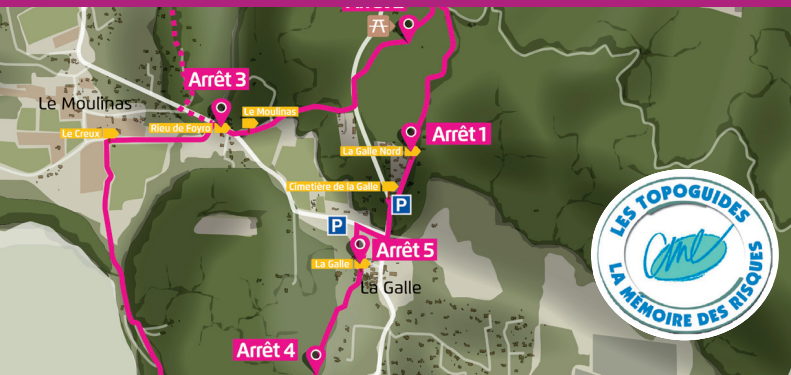 Arrêt 3
Le Moulinas
Le Moulinas
Rieu de Foyro
Le Creux
Arrêt 1
La Galle Nord
Cimetière de la Galle
P
P
Arrêt 5
La Galle
La Galle
Arrêt 4
LES TOPOGUIDES
cme
LA MÉMOIRE DES RISQUES